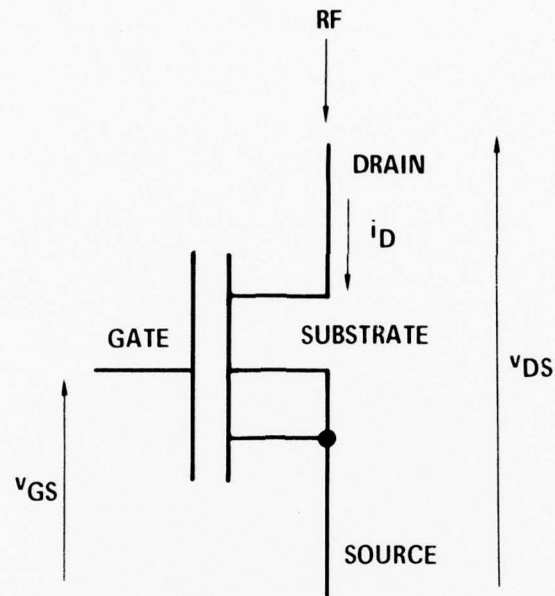 RF
DRAIN
iD
GATE
SUBSTRATE
vDS
vGS
SOURCE